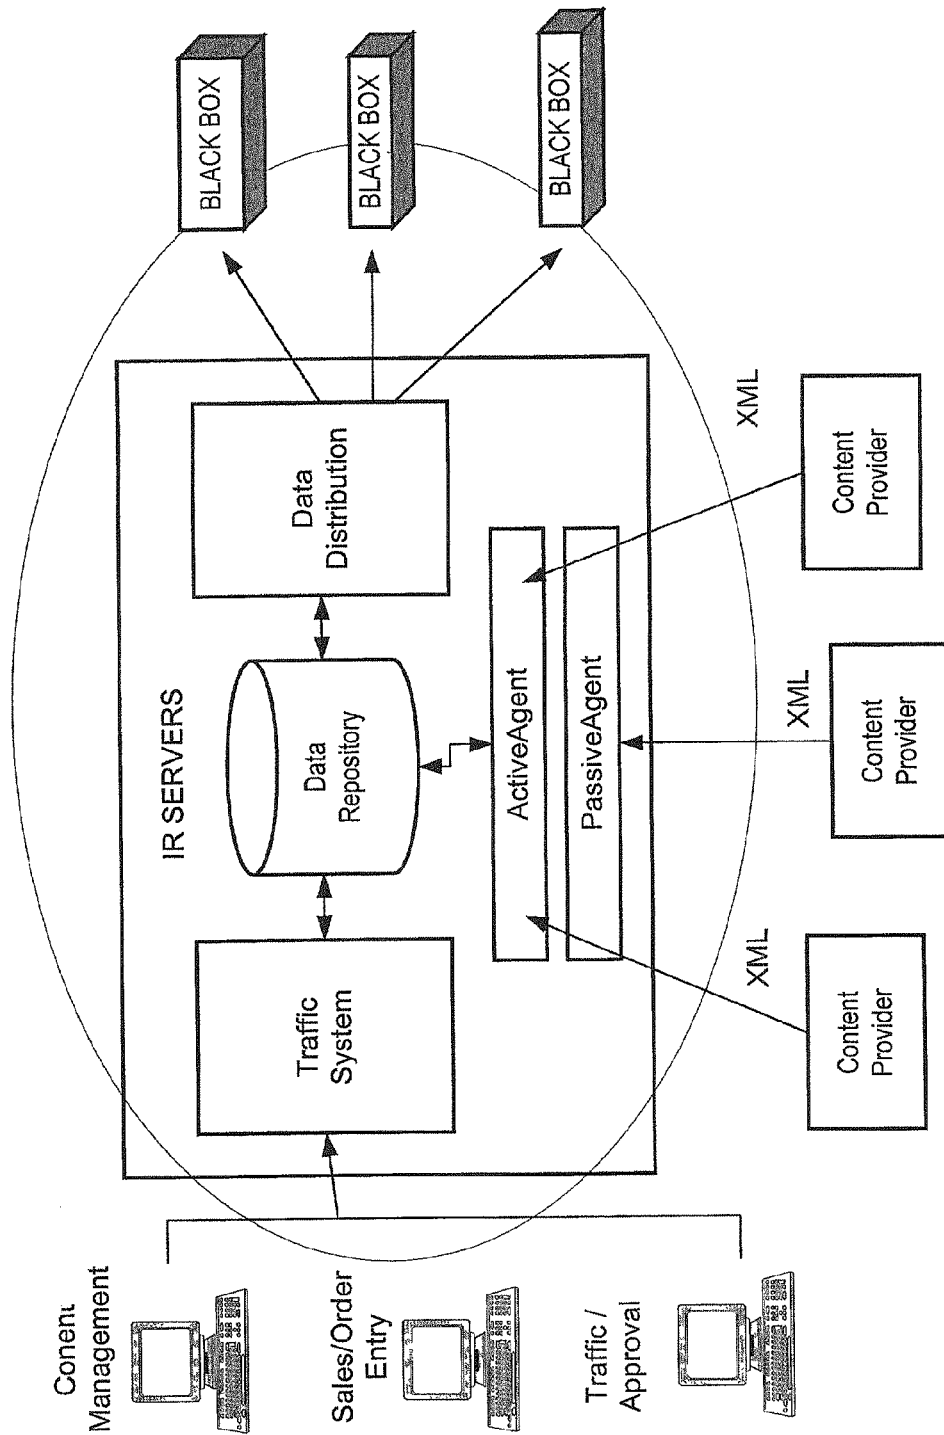 Conent
Management
Sales/Order
Entry
Traffic /
Approval
IR SERVERS
Traffic
System
Data
Repository
Data
Distribution
ActiveAgent
PassiveAgent
BLACK BOX
BLACK BOX
BLACK BOX
XML
XML
XML
Content
Provider
Content
Provider
Content
Provider